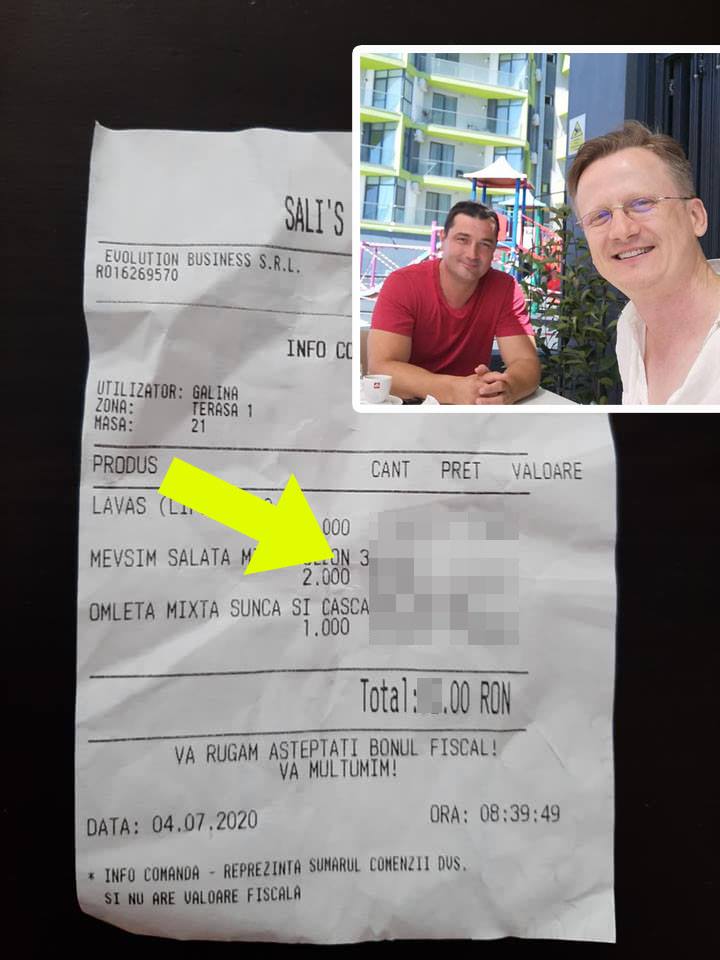 SALI'S
EVOLUTION BUSINESS S.R.L.
RO16269570
INFO
UTILIZATOR: GALINA
ZONA: TERASA 1
MASA: 21
PRODUS CANT PRET VALOARE
LAVAS
MEVSIM SALATA
2.000
OMLETA MIXTA SUNCA SI CASCA
1.000
Total: .00 RON
VA RUGAM ASTEPTATI BONUL FISCAL!
VA MULTUMIM!
DATA: 04.07.2020 ORA: 08:39:49
* INFO COMANDA - REPREZINTA SUMARUL COMENZII DVS.
SI NU ARE VALOARE FISCALA